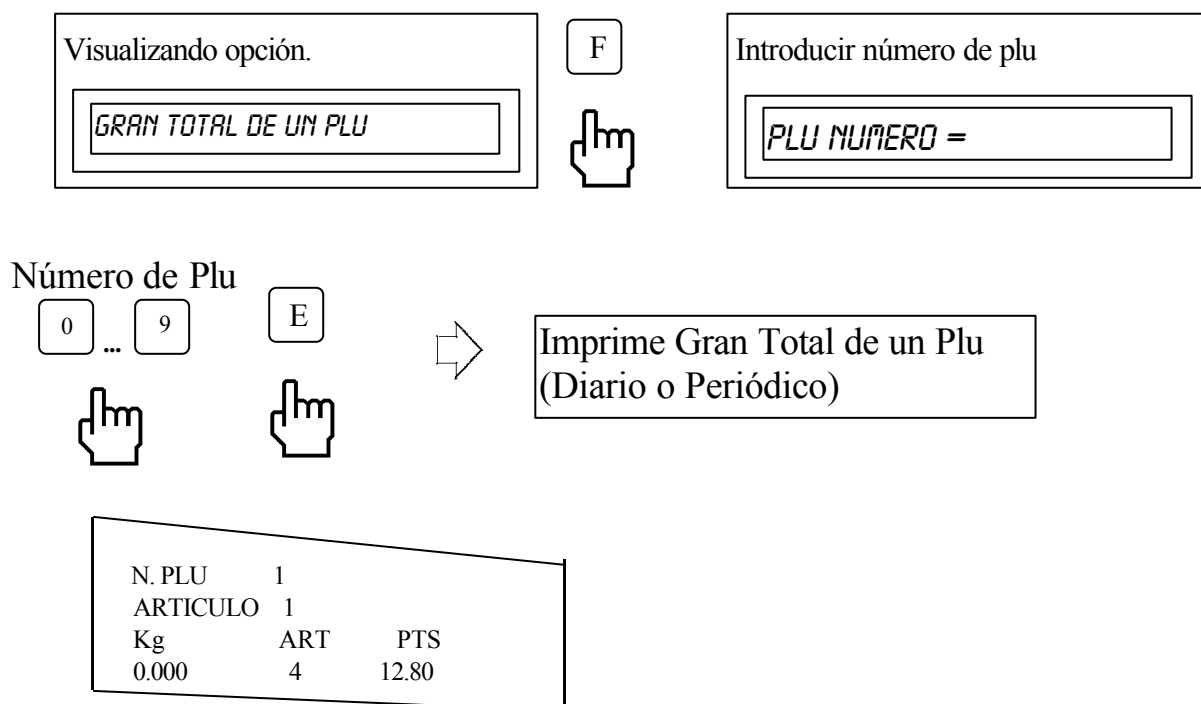 Visualizando opción.
GRAN TOTAL DE UN PLU
F
Introducir número de plu
PLU NUMERO =
Número de Plu
0 ... 9
E
Imprime Gran Total de un Plu
(Diario o Periódico)
N. PLU 1
ARTICULO 1
Kg ART PTS
0.000 4 12.80